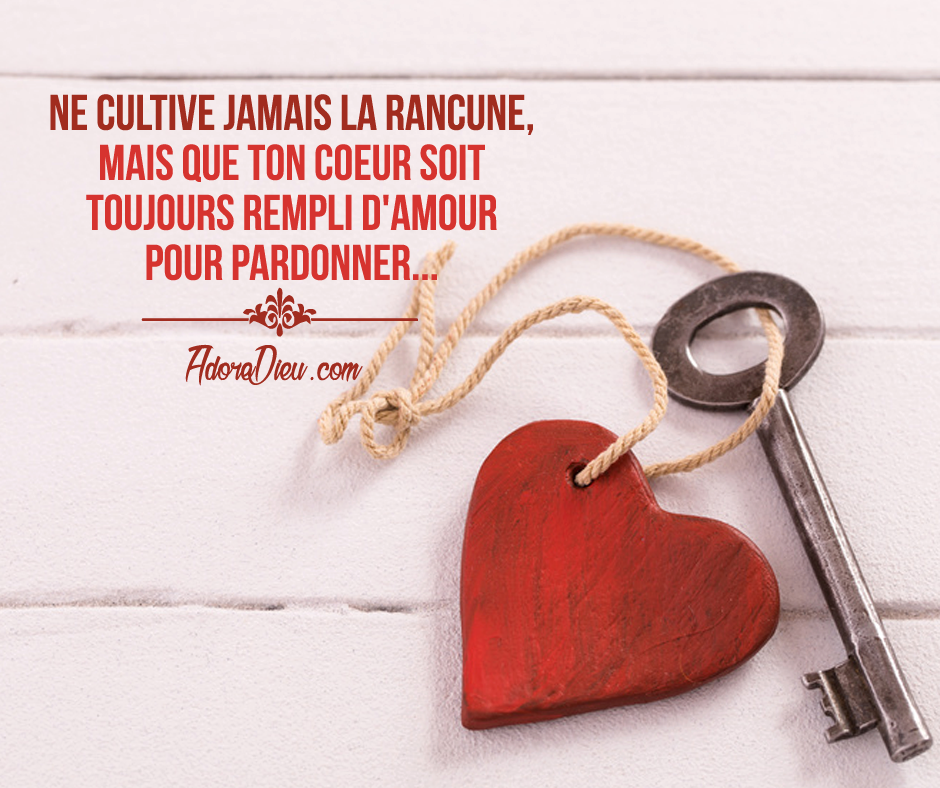 NE CULTIVE JAMAIS LA RANCUNE,
MAIS QUE TON COEUR SOIT
TOUJOURS REMPLI D'AMOUR
POUR PARDONNER...
AdoraDieu.com